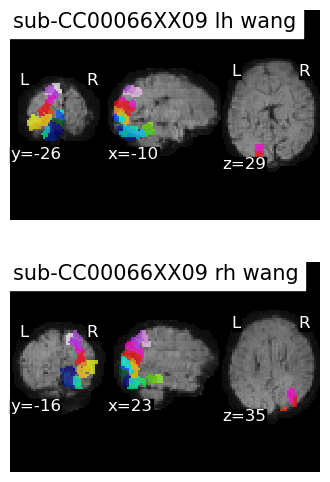 sub-CC00066XX09 lh wang
L R L R
y=-26 x=-10 z=29
sub-CC00066XX09 rh wang
L R L R
y=-16 x=23 z=35